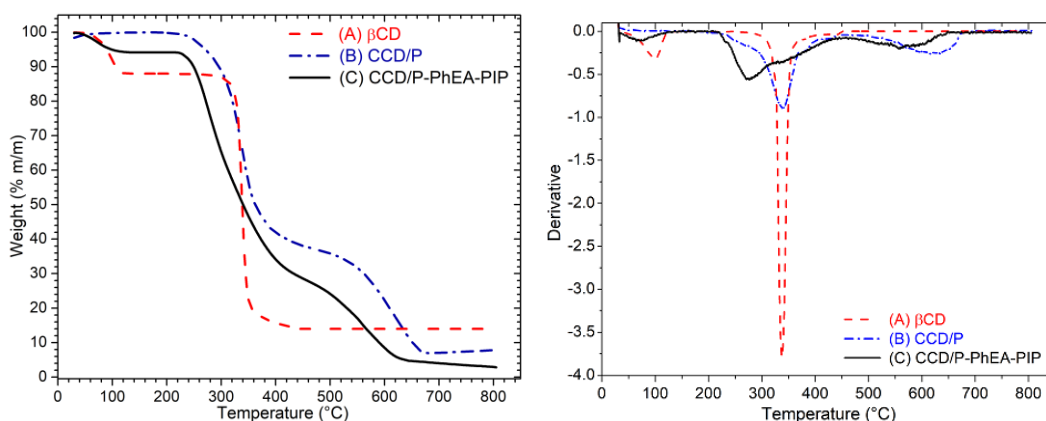 100
90
80
70
60
50
40
30
20
10
0
Weight (% m/m)
(A) βCD
(B) CCD/P
(C) CCD/P-PhEA-PIP
0 100 200 300 400 500 600 700 800
Temperature (°C)
0.0
-0.5
-1.0
-1.5
-2.0
-2.5
-3.0
-3.5
-4.0
Derivative
(A) βCD
(B) CCD/P
(C) CCD/P-PhEA-PIP
0 100 200 300 400 500 600 700 800
Temperature (°C)